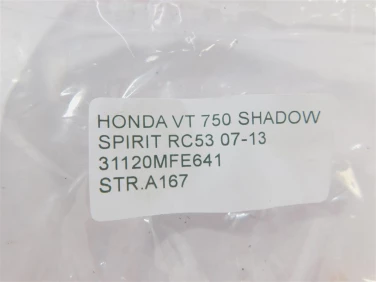 HONDA VT 750 SHADOW
SPIRIT RC53 07-13
31120MFE641
STR.A167